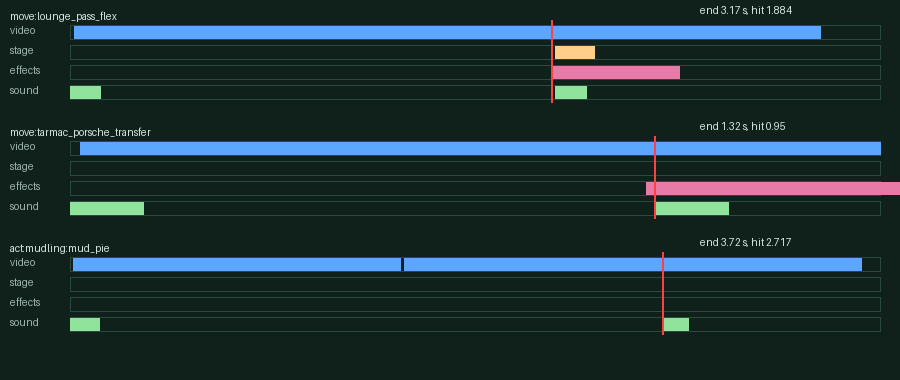 move:lounge_pass_flex
end 3.17 s, hit 1.884
video
stage
effects
sound
move:tarmac_porsche_transfer
end 1.32 s, hit 0.95
video
stage
effects
sound
act:mudling:mud_pie
end 3.72 s, hit 2.717
video
stage
effects
sound